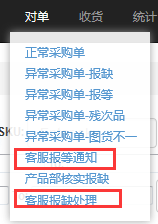 对单 收货 统计
正常采购单
异常采购单-报缺
异常采购单-报等
异常采购单-残次品
SKU:
异常采购单-图货不一
客服报等通知
产品部核实报缺
客服报缺处理